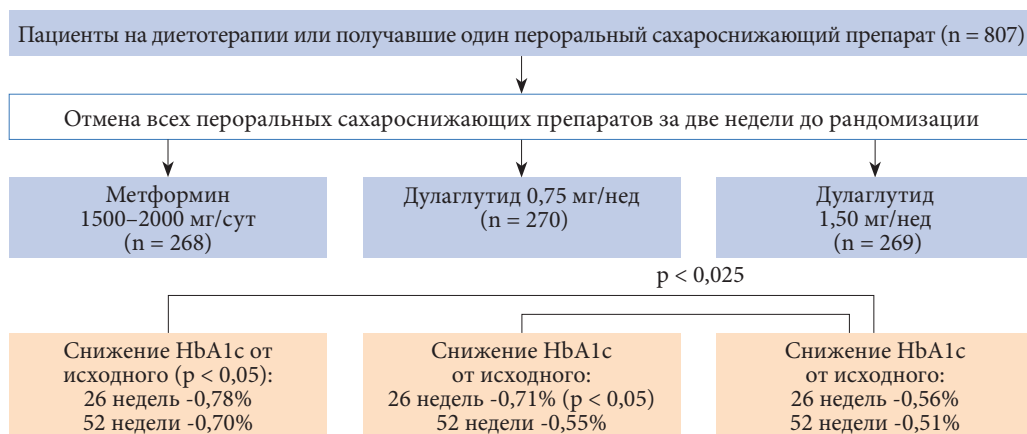 Пациенты на диетотерапии или получавшие один пероральный сахароснижающий препарат (n = 807)
Отмена всех пероральных сахароснижающих препаратов за две недели до рандомизации
Метформин
1500–2000 мг/сут
(n = 268)
Дулаглутид 0,75 мг/нед
(n = 270)
Дулаглутид
1,50 мг/нед
(n = 269)
p < 0,025
Снижение HbA1c от
исходного (p < 0,05):
26 недель -0,78%
52 недели -0,70%
Снижение HbA1c
от исходного:
26 недель -0,71% (p < 0,05)
52 недели -0,55%
Снижение HbA1c
от исходного:
26 недель -0,56%
52 недели -0,51%